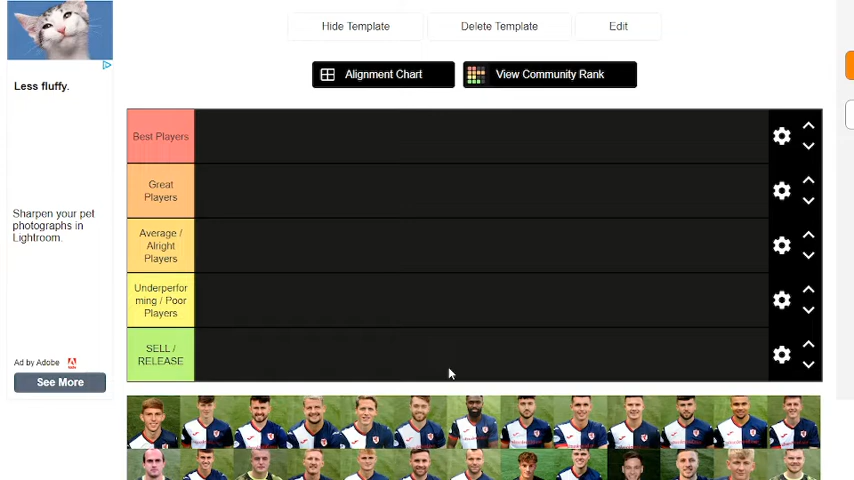 Hide Template
Delete Template
Edit
Less fluffy.
Alignment Chart
View Community Rank
Best Players
Great
Players
Sharpen your pet
photographs in
Lightroom.
Average /
Alright
Players
Underperfor
ming / Poor
Players
SELL /
RELEASE
Ad by Adobe
See More